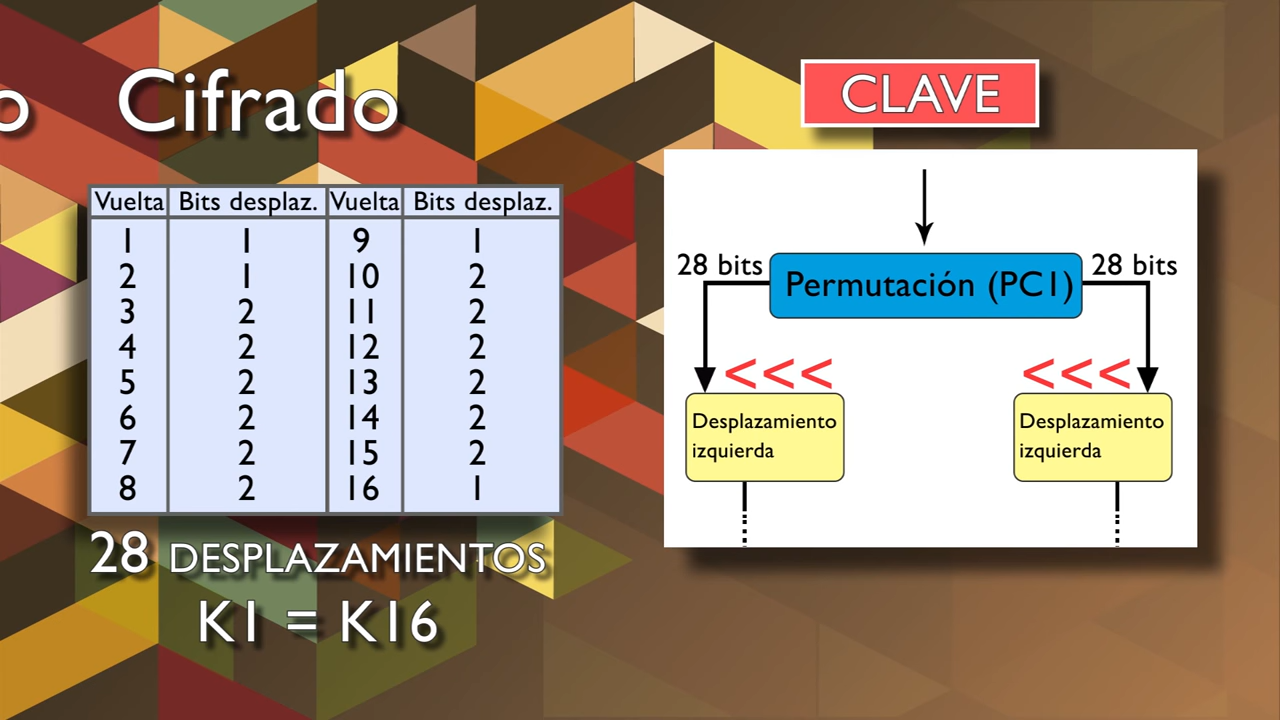 o Cifrado
CLAVE
Vuelta Bits desplaz. Vuelta Bits desplaz.
1 1 9 1
2 1 10 2
3 2 11 2
4 2 12 2
5 2 13 2
6 2 14 2
7 2 15 2
8 2 16 1
28 DESPLAZAMIENTOS
K1 = K16
28 bits Permutación (PC1) 28 bits
<<< <<<
Desplazamiento
izquierda
Desplazamiento
izquierda